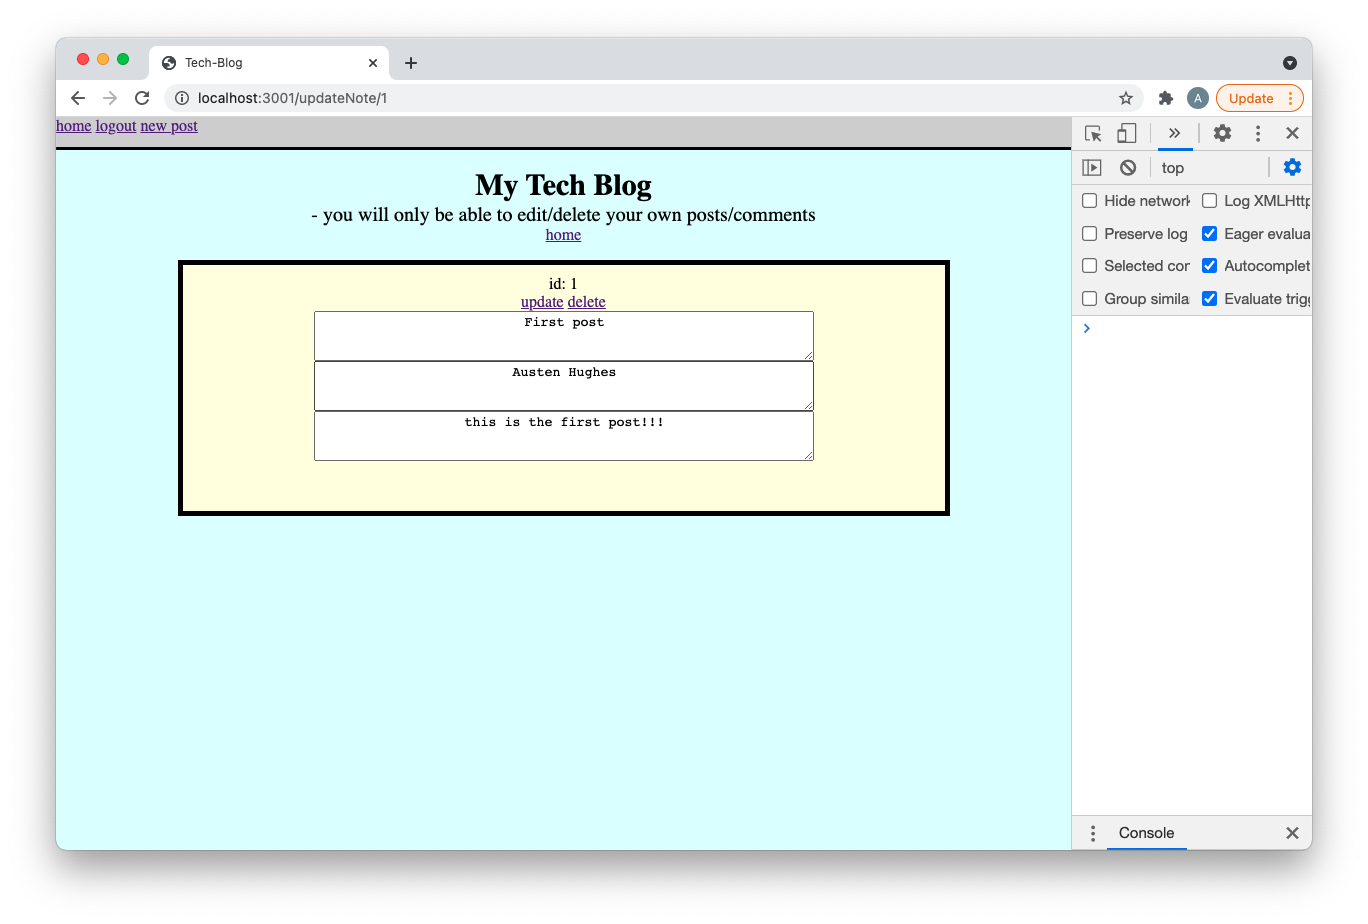 Tech-Blog
localhost:3001/updateNote/1
A
Update
home logout new post
My Tech Blog
- you will only be able to edit/delete your own posts/comments
home
id: 1
update delete
First post
Austen Hughes
this is the first post!!!
top
Hide network Log XMLHttp
Preserve log Eager evalua
Selected con Autocomplet
Group simila Evaluate trigg
Console